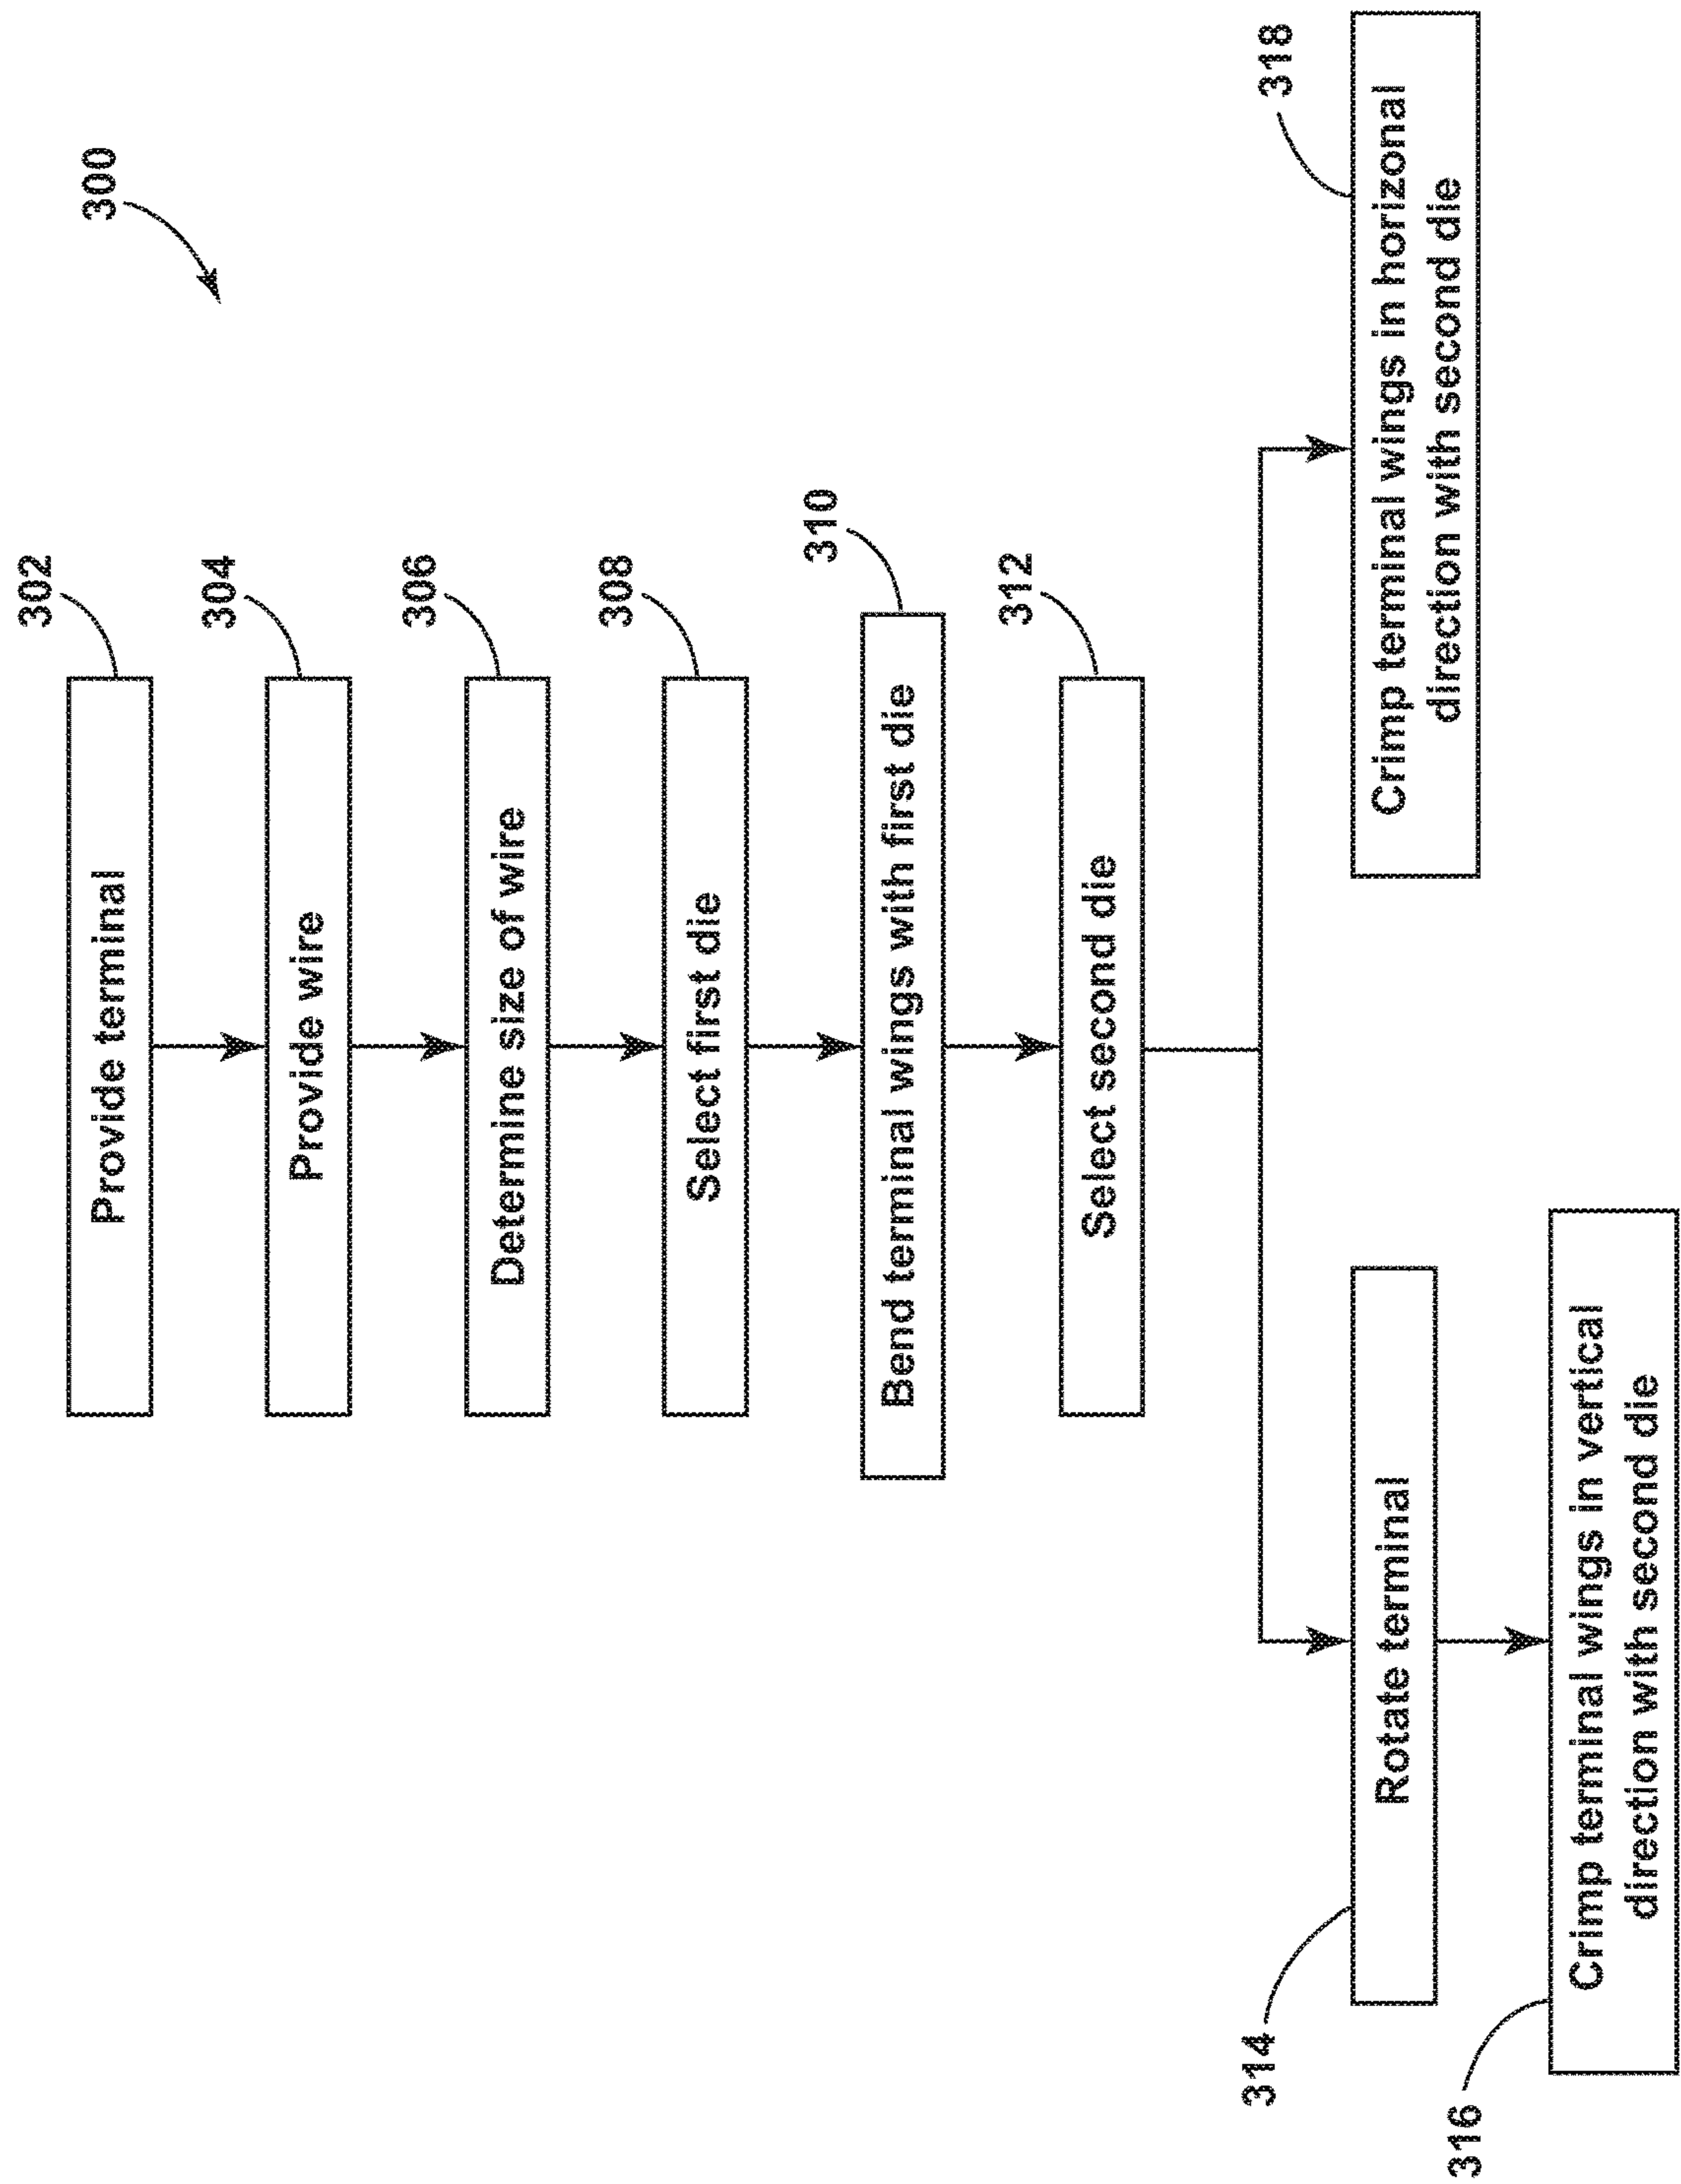 300
302
Provide terminal
304
Provide wire
306
Determine size of wire
308
Select first die
310
Bend terminal wings with first die
312
Select second die
314
Rotate terminal
316
Crimp terminal wings in vertical
direction with second die
318
Crimp terminal wings in horizonal
direction with second die